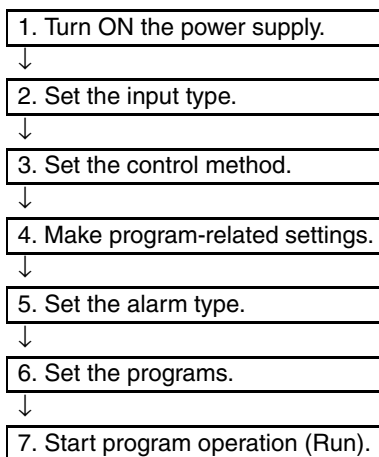 1. Turn ON the power supply.
↓
2. Set the input type.
↓
3. Set the control method.
↓
4. Make program-related settings.
↓
5. Set the alarm type.
↓
6. Set the programs.
↓
7. Start program operation (Run).